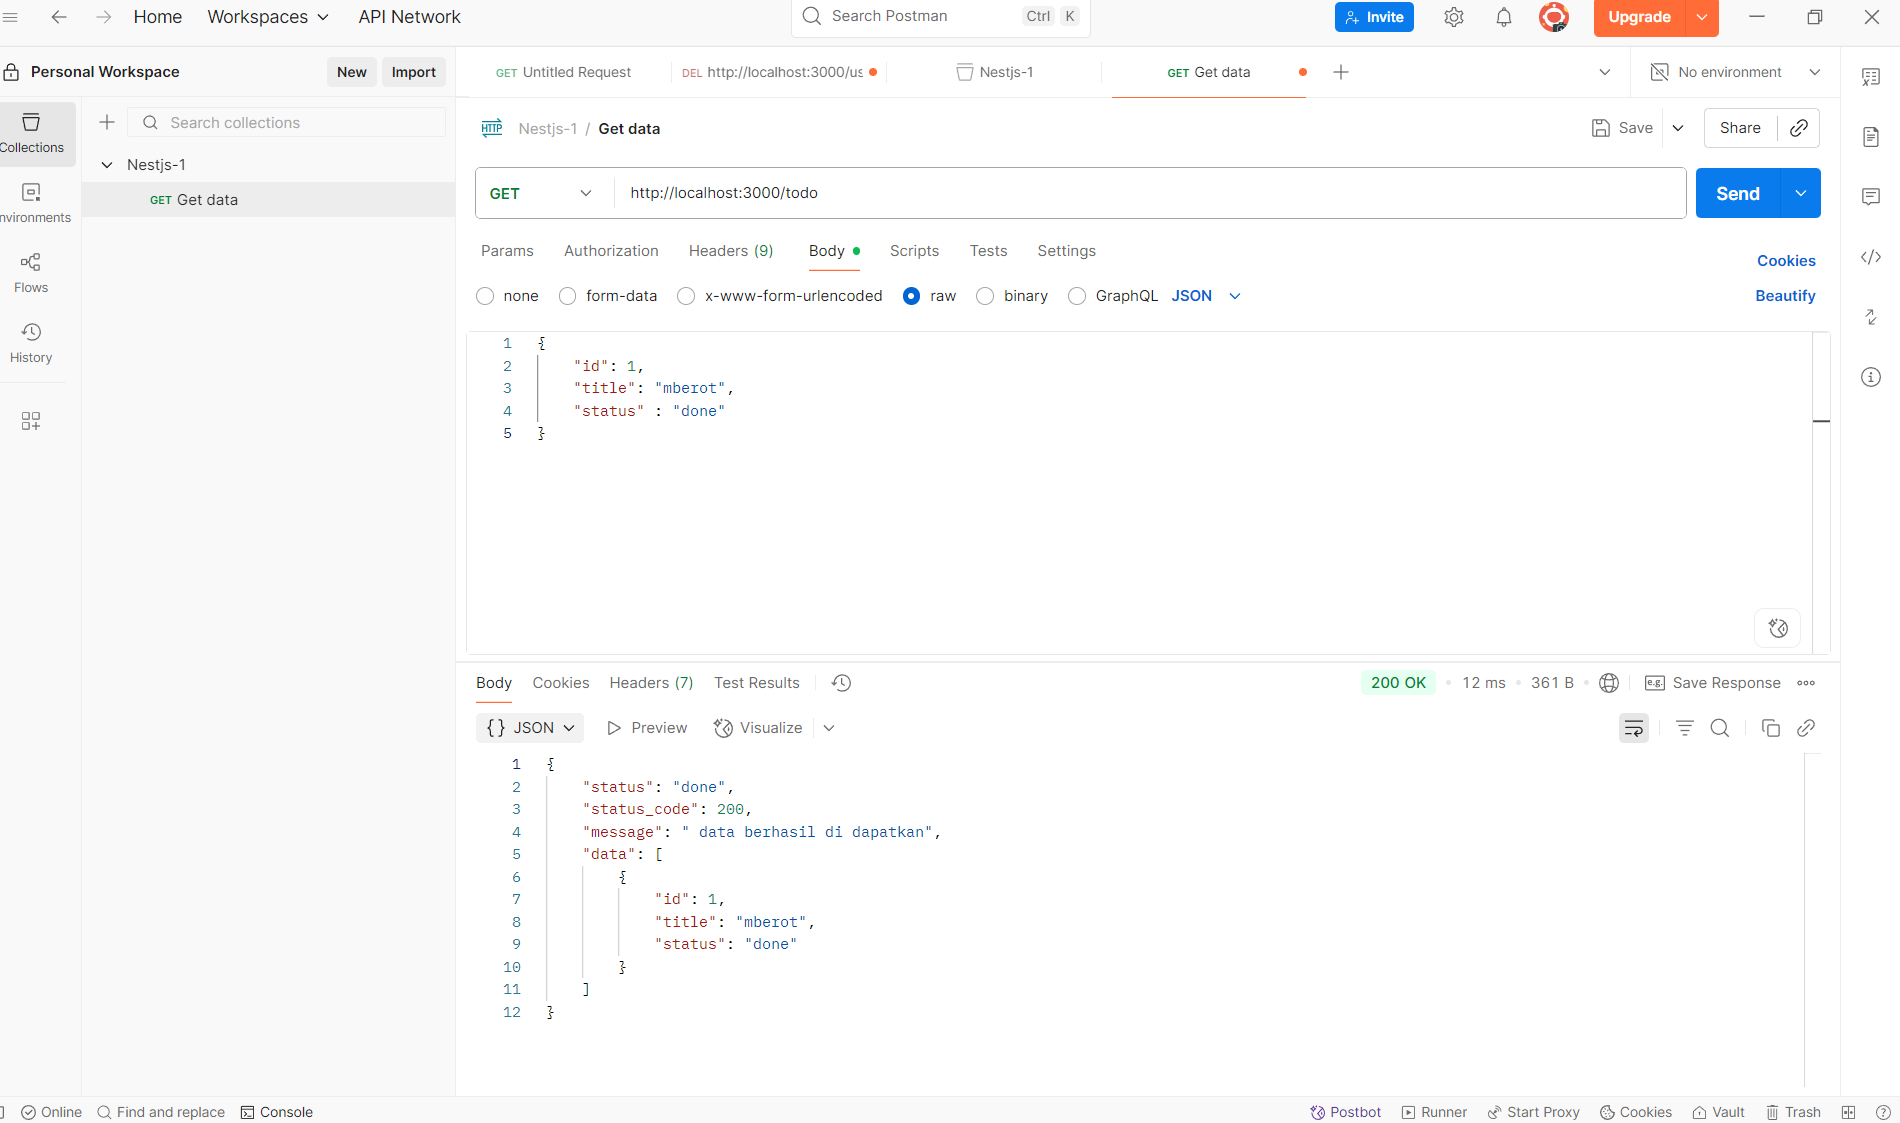 Home Workspaces API Network Search Postman Ctrl K Invite Upgrade
Personal Workspace New Import
GET Untitled Request DEL http://localhost:3000/us Nestjs-1 GET Get data No environment
Search collections
Collections
Nestjs-1
GET Get data
nvironments
Flows
History
HTTP Nestjs-1 / Get data Save Share
GET http://localhost:3000/todo Send
Params Authorization Headers (9) Body Scripts Tests Settings Cookies
none form-data x-www-form-urlencoded raw binary GraphQL JSON Beautify
1 {
2 "id": 1,
3 "title": "mberot",
4 "status" : "done"
5 }
Body Cookies Headers (7) Test Results 200 OK 12 ms 361 B e.g. Save Response
{} JSON Preview Visualize
1 {
2 "status": "done",
3 "status_code": 200,
4 "message": " data berhasil di dapatkan",
5 "data": [
6 {
7 "id": 1,
8 "title": "mberot",
9 "status": "done"
10 }
11 ]
12 }
Online Find and replace Console Postbot Runner Start Proxy Cookies Vault Trash